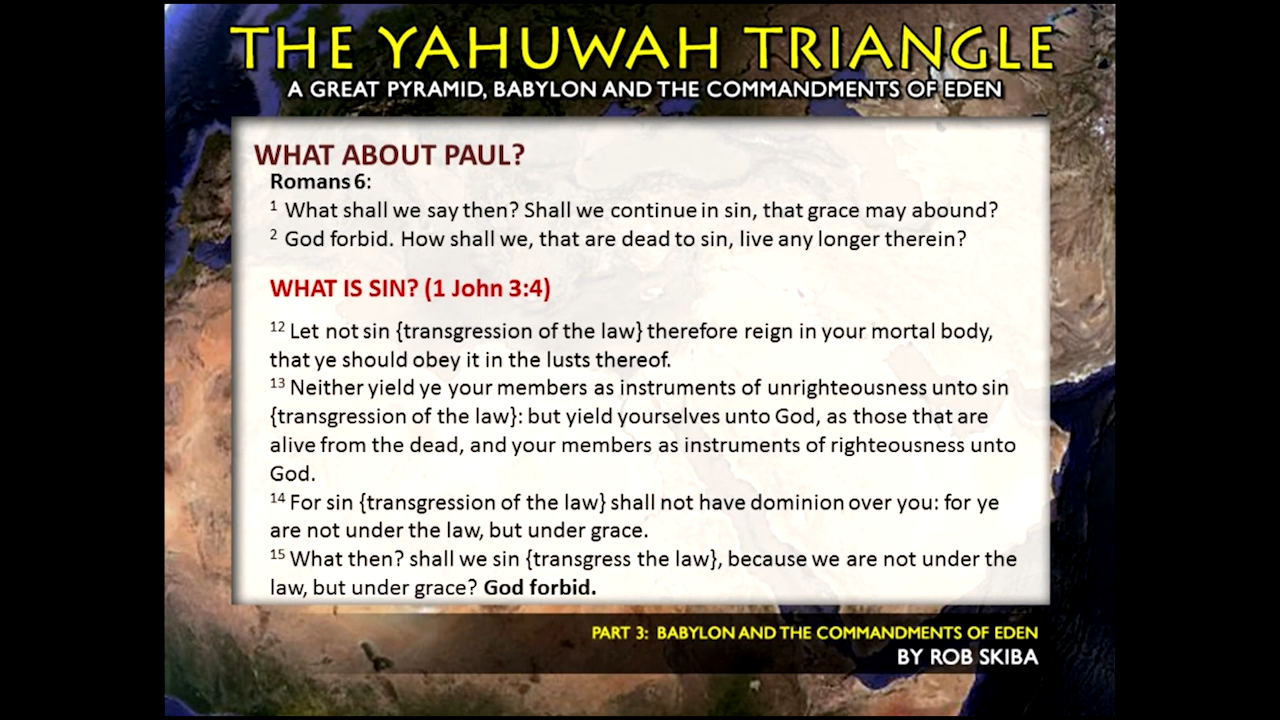 THE YAHUWAH TRIANGLE
A GREAT PYRAMID, BABYLON AND THE COMMANDMENTS OF EDEN
WHAT ABOUT PAUL?
Romans 6:
1 What shall we say then? Shall we continue in sin, that grace may abound?
2 God forbid. How shall we, that are dead to sin, live any longer therein?
WHAT IS SIN? (1 John 3:4)
12 Let not sin {transgression of the law} therefore reign in your mortal body,
that ye should obey it in the lusts thereof.
13 Neither yield ye your members as instruments of unrighteousness unto sin
{transgression of the law}: but yield yourselves unto God, as those that are
alive from the dead, and your members as instruments of righteousness unto
God.
14 For sin {transgression of the law} shall not have dominion over you: for ye
are not under the law, but under grace.
15 What then? shall we sin {transgress the law}, because we are not under the
law, but under grace? God forbid.
PART 3: BABYLON AND THE COMMANDMENTS OF EDEN
BY ROB SKIBA